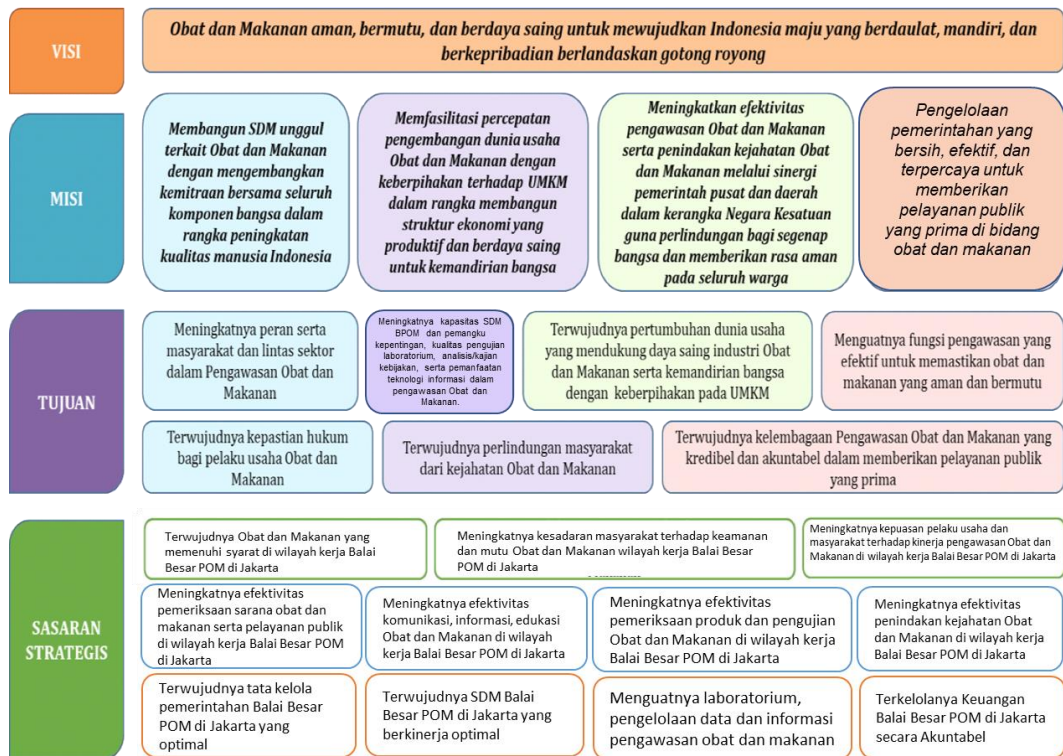 VISI
Obat dan Makanan aman, bermutu, dan berdaya saing untuk mewujudkan Indonesia maju yang berdaulat, mandiri, dan
berkepribadian berlandaskan gotong royong
MISI
Membangun SDM unggul
terkait Obat dan Makanan
dengan mengembangkan
kemitraan bersama seluruh
komponen bangsa dalam
rangka peningkatan
kualitas manusia Indonesia
Memfasilitasi percepatan
pengembangan dunia usaha
Obat dan Makanan dengan
keberpihakan terhadap UMKM
dalam rangka membangun
struktur ekonomi yang
produktif dan berdaya saing
untuk kemandirian bangsa
Meningkatkan efektivitas
pengawasan Obat dan Makanan
serta penindakan kejahatan Obat
dan Makanan melalui sinergi
pemerintah pusat dan daerah
dalam kerangka Negara Kesatuan
guna perlindungan bagi segenap
bangsa dan memberikan rasa aman
pada seluruh warga
Pengelolaan
pemerintahan yang
bersih, efektif, dan
terpercaya untuk
memberikan
pelayanan publik
yang prima di bidang
obat dan makanan
TUJUAN
Meningkatnya peran serta
masyarakat dan lintas sektor
dalam Pengawasan Obat dan
Makanan
Meningkatnya kapasitas SDM
BPOM dan pemangku
kepentingan, kualitas pengujian
laboratorium, analisis/kajian
kebijakan, serta pemanfaatan
teknologi informasi dalam
pengawasan Obat dan
Makanan.
Terwujudnya pertumbuhan dunia usaha
yang mendukung daya saing industri Obat
dan Makanan serta kemandirian bangsa
dengan keberpihakan pada UMKM
Menguatnya fungsi pengawasan yang
efektif untuk memastikan obat dan
makanan yang aman dan bermutu
Terwujudnya kepastian hukum
bagi pelaku usaha Obat dan
Makanan
Terwujudnya perlindungan masyarakat
dari kejahatan Obat dan Makanan
Terwujudnya kelembagaan Pengawasan Obat dan Makanan yang
kredibel dan akuntabel dalam memberikan pelayanan publik
yang prima
SASARAN
STRATEGIS
Terwujudnya Obat dan Makanan yang
memenuhi syarat di wilayah kerja Balai
Besar POM di Jakarta
Meningkatnya kesadaran masyarakat terhadap keamanan
dan mutu Obat dan Makanan wilayah kerja Balai Besar
POM di Jakarta
Meningkatnya kepuasan pelaku usaha dan
masyarakat terhadap kinerja pengawasan Obat dan
Makanan di wilayah kerja Balai Besar POM di Jakarta
Meningkatnya efektivitas
pemeriksaan sarana obat dan
makanan serta pelayanan publik
di wilayah kerja Balai Besar POM
di Jakarta
Meningkatnya efektivitas
komunikasi, informasi, edukasi
Obat dan Makanan di wilayah
kerja Balai Besar POM di Jakarta
Meningkatnya efektivitas
pemeriksaan produk dan pengujian
Obat dan Makanan di wilayah kerja
Balai Besar POM di Jakarta
Meningkatnya efektivitas
penindakan kejahatan Obat
dan Makanan di wilayah kerja
Balai Besar POM di Jakarta
Terwujudnya tata kelola
pemerintahan Balai Besar
POM di Jakarta yang
optimal
Terwujudnya SDM Balai
Besar POM di Jakarta yang
berkinerja optimal
Menguatnya laboratorium,
pengelolaan data dan informasi
pengawasan obat dan makanan
Terkelolanya Keuangan
Balai Besar POM di Jakarta
secara Akuntabel